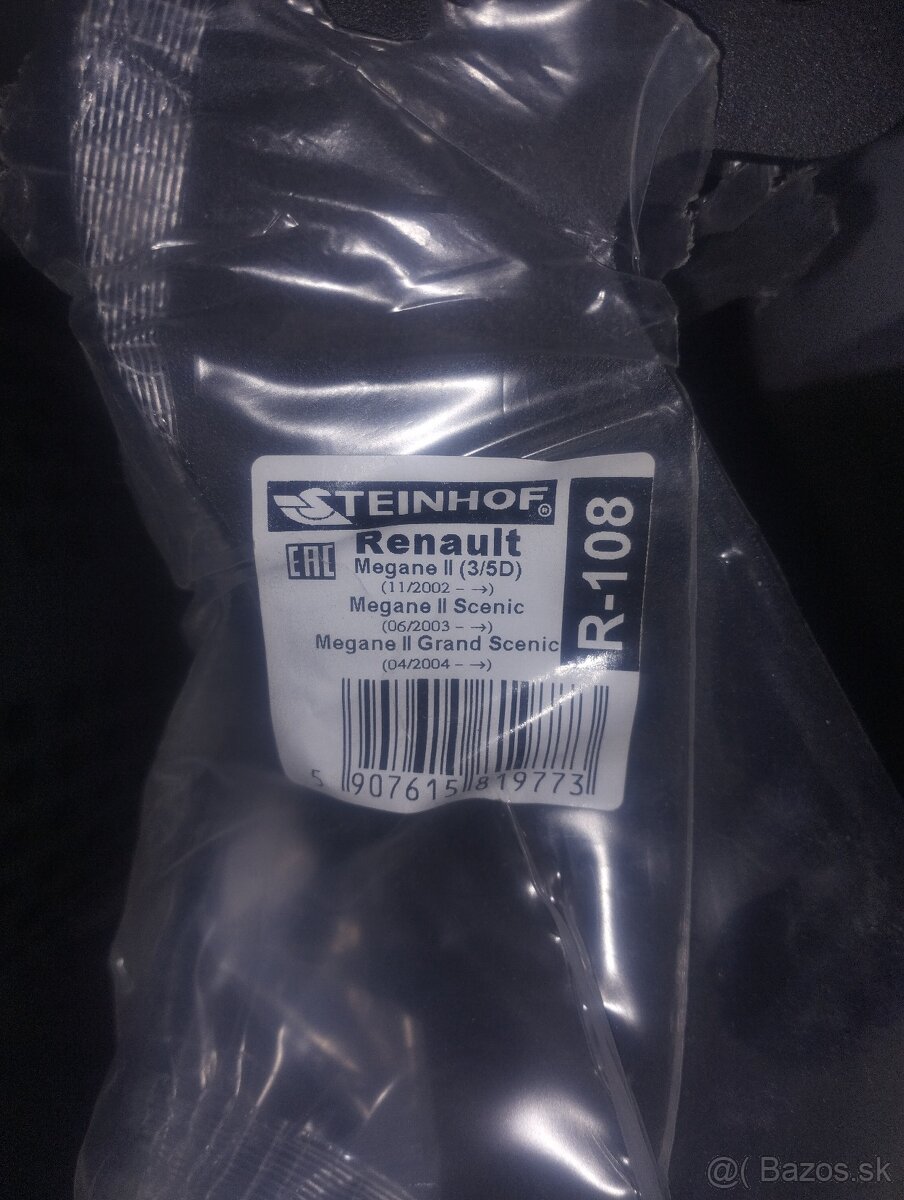 STEINHOF®
R-108
EAC
Renault
Megane II (3/5D)
(11/2002 – →)
Megane II Scenic
(06/2003 – →)
Megane II Grand Scenic
(04/2004 – →)
5 907615 819773
@( Bazos.sk